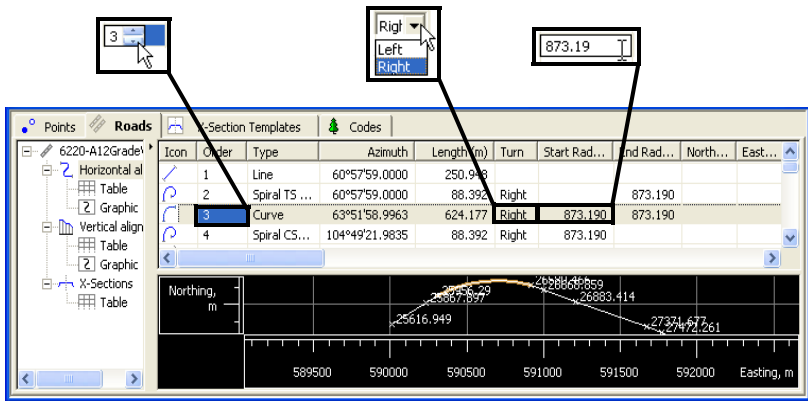 3
Righ
Left
Right
873.19
Points Roads X-Section Templates Codes
6220-A12Grade
Horizontal al
Table
Graphic
Vertical align
Table
Graphic
X-Sections
Table
Icon Order Type Azimuth Length (m) Turn Start Rad... End Rad... North... East...
1 Line 60°57'59.0000 250.948
2 Spiral TS ... 60°57'59.0000 88.392 Right 873.190
3 Curve 63°51'58.9963 624.177 Right 873.190 873.190
4 Spiral CS... 104°49'21.9835 88.392 Right 873.190
Northing,
m
25616.949
25867.897
26883.414
27472.261
589500 590000 590500 591000 591500 592000 Easting, m